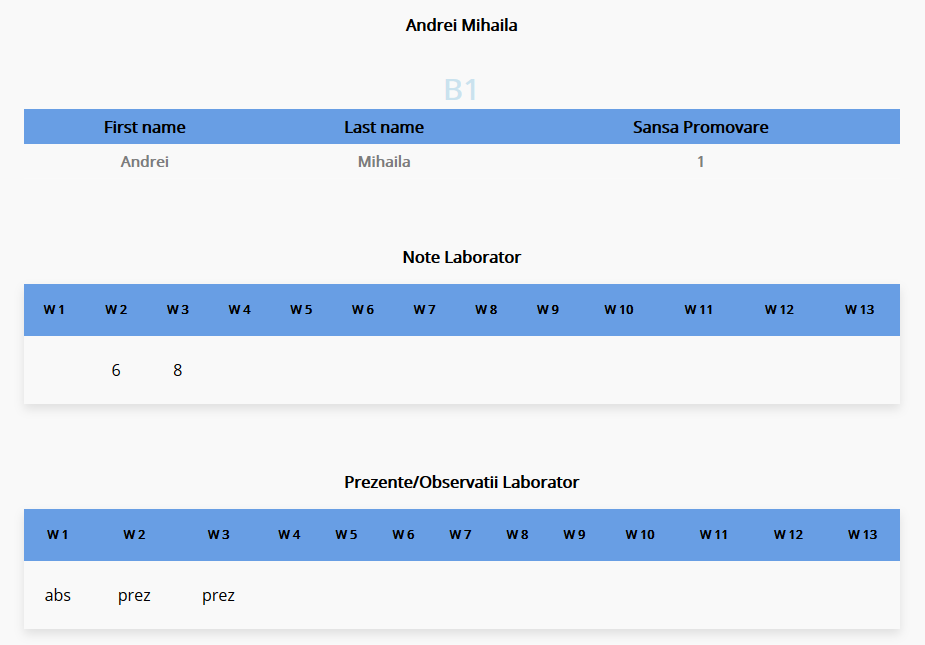 Andrei Mihaila
B1
First name Last name Sansa Promovare
Andrei Mihaila 1
Note Laborator
W 1 W 2 W 3 W 4 W 5 W 6 W 7 W 8 W 9 W 10 W 11 W 12 W 13
6 8
Prezente/Observatii Laborator
W 1 W 2 W 3 W 4 W 5 W 6 W 7 W 8 W 9 W 10 W 11 W 12 W 13
abs prez prez